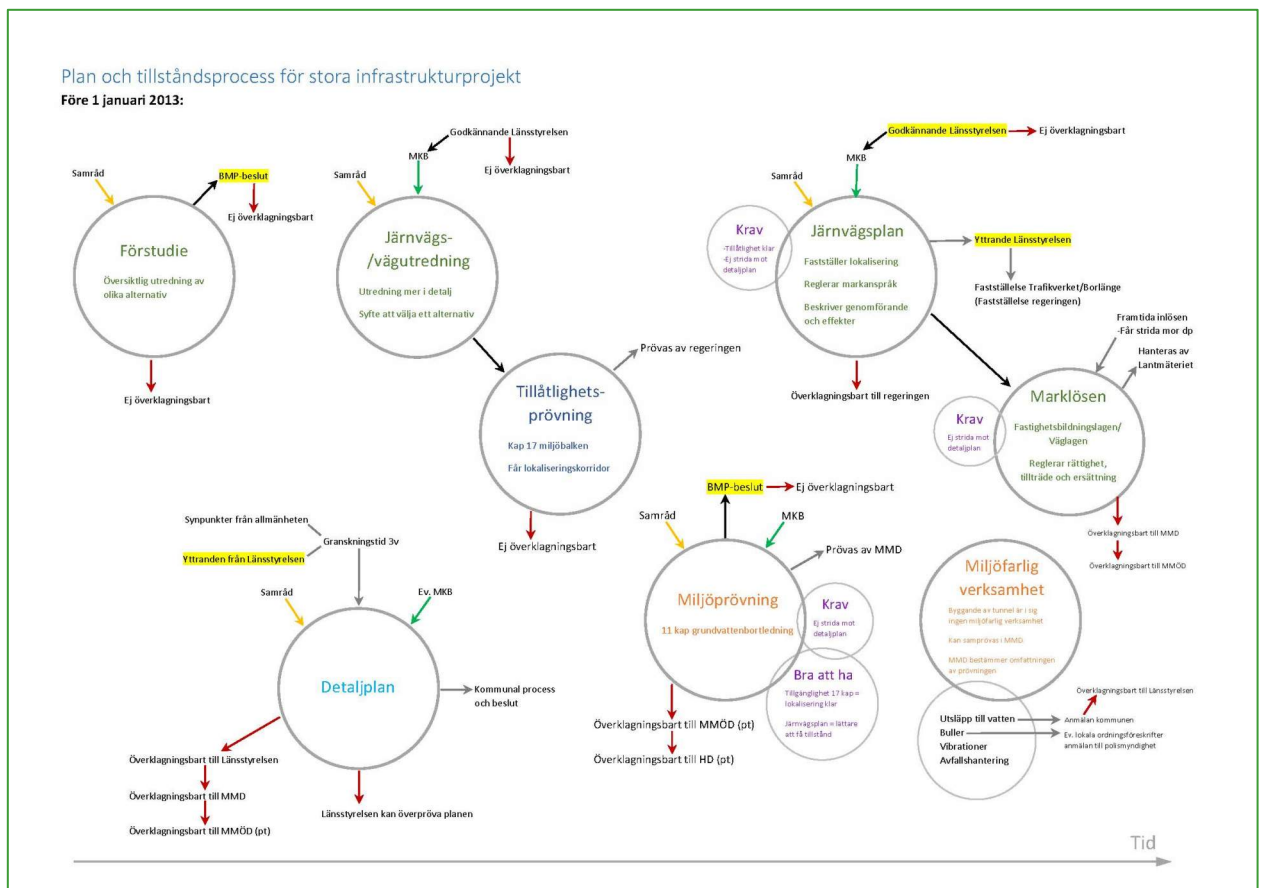 Plan och tillståndsprocess för stora infrastrukturprojekt
Före 1 januari 2013:
Samråd
BMP-beslut
Ej överklagningsbart
Förstudie
Översiktlig utredning av
olika alternativ
Ej överklagningsbart
Godkännande Länsstyrelsen
MKB
Ej överklagningsbart
Samråd
Järnvägs-
/vägutredning
Utredning mer i detalj
Syfte att välja ett alternativ
Prövas av regeringen
Tillåtlighets-
prövning
Kap 17 miljöbalken
Får lokaliseringskorridor
Ej överklagningsbart
Godkännande Länsstyrelsen
Ej överklagningsbart
MKB
Samråd
Krav
-Tillåtlighet klar
-Ej strida mot
detaljplan
Järnvägsplan
Fastställer lokalisering
Reglerar markanspråk
Beskriver genomförande
och effekter
Yttrande Länsstyrelsen
Fastställelse Trafikverket/Borlänge
(Fastställelse regeringen)
Överklagningsbart till regeringen
Framtida inlösen
-Får strida mor dp
Hanteras av
Lantmäteriet
Krav
Ej strida mot
detaljplan
Marklösen
Fastighetsbildningslagen/
Väglagen
Reglerar rättighet,
tillträde och ersättning
Överklagningsbart till MMD
Överklagningsbart till MMÖD
Synpunkter från allmänheten
Granskningstid 3v
Yttranden från Länsstyrelsen
Samråd
Ev. MKB
Detaljplan
Kommunal process
och beslut
Överklagningsbart till Länsstyrelsen
Överklagningsbart till MMD
Överklagningsbart till MMÖD (pt)
Länsstyrelsen kan överpröva planen
BMP-beslut
Ej överklagningsbart
Samråd
MKB
Prövas av MMD
Miljöprövning
11 kap grundvattenbortledning
Krav
Ej strida mot
detaljplan
Bra att ha
Tillgänglighet 17 kap =
lokalisering klar
Järnvägsplan = lättare
att få tillstånd
Överklagningsbart till MMÖD (pt)
Överklagningsbart till HD (pt)
Miljöfarlig
verksamhet
Byggande av tunnel är i sig
ingen miljöfarlig verksamhet
Kan samprövas i MMD
MMD bestämmer omfattningen
av prövningen
Överklagningsbart till Länsstyrelsen
Utsläpp till vatten
Anmälan kommunen
Buller
Ev. lokala ordningsföreskrifter
anmälan till polismyndighet
Vibrationer
Avfallshantering
Tid